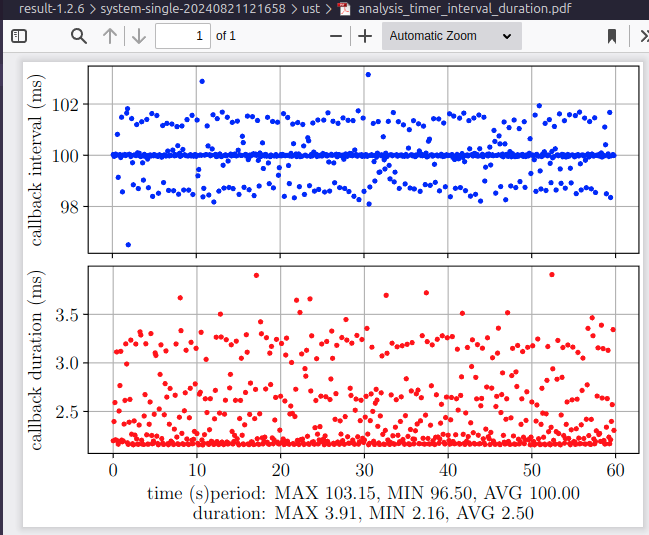 result-1.2.6 > system-single-20240821121658 > ust > analysis_timer_interval_duration.pdf
1 of 1 Automatic Zoom
callback interval (ms)
102
100
98
callback duration (ms)
3.5
3.0
2.5
0 10 20 30 40 50 60
time (s)period: MAX 103.15, MIN 96.50, AVG 100.00
duration: MAX 3.91, MIN 2.16, AVG 2.50